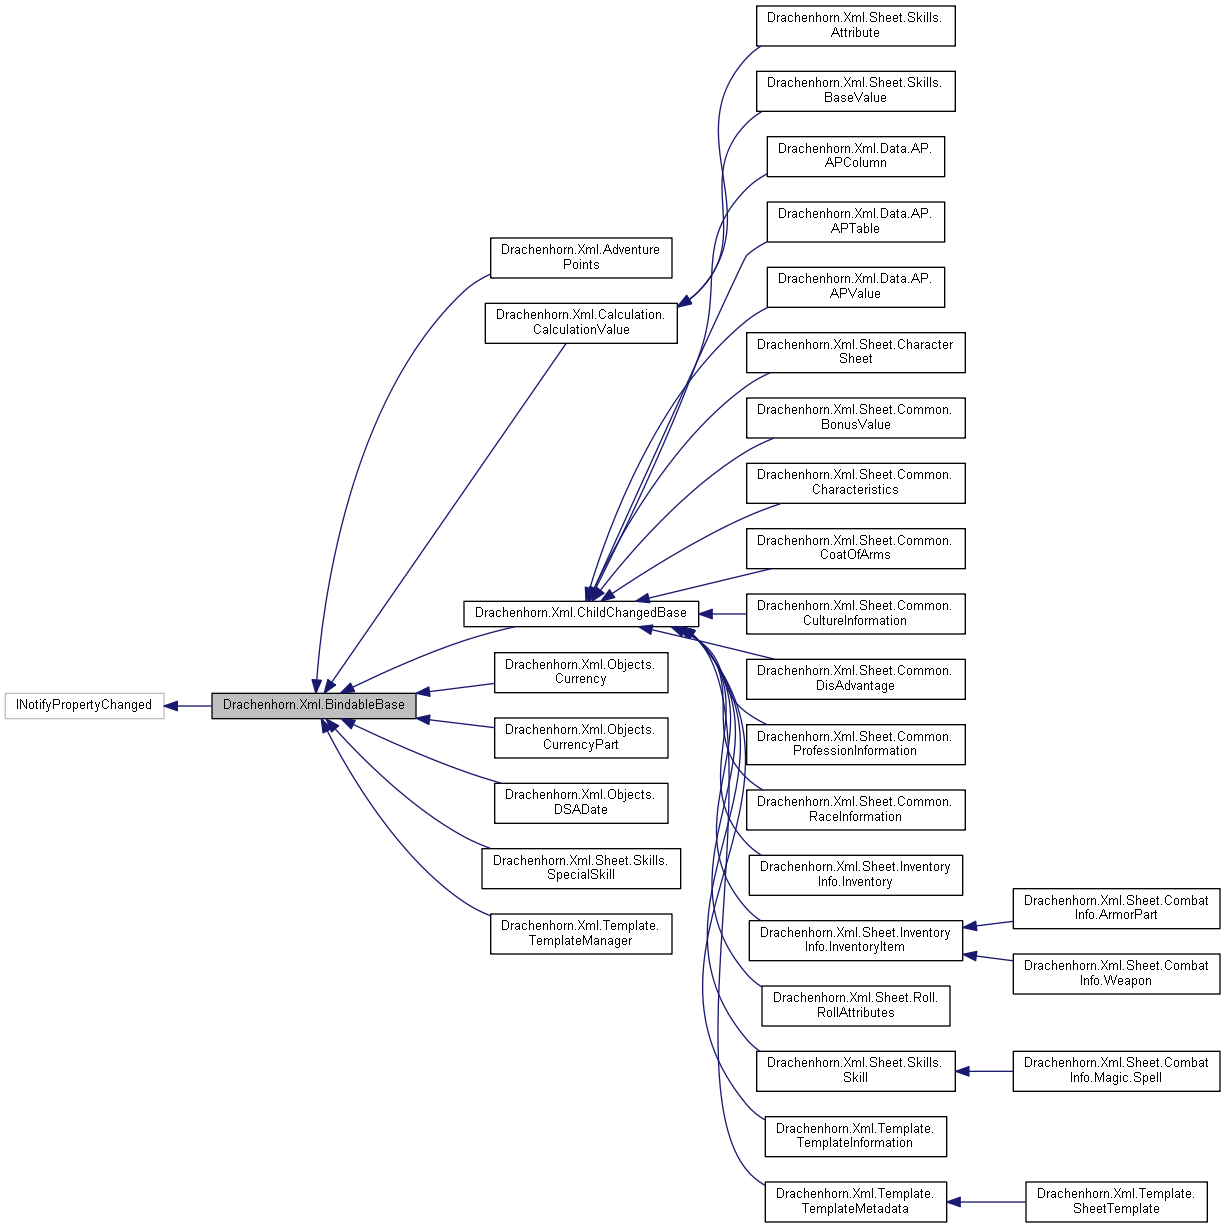 Drachenhorn.Xml.Sheet.Skills.
Attribute
Drachenhorn.Xml.Sheet.Skills.
BaseValue
Drachenhorn.Xml.Data.AP.
APColumn
Drachenhorn.Xml.Data.AP.
APTable
Drachenhorn.Xml.Adventure
Points
Drachenhorn.Xml.Data.AP.
APValue
Drachenhorn.Xml.Calculation.
CalculationValue
Drachenhorn.Xml.Sheet.Character
Sheet
Drachenhorn.Xml.Sheet.Common.
BonusValue
Drachenhorn.Xml.Sheet.Common.
Characteristics
Drachenhorn.Xml.Sheet.Common.
CoatOfArms
Drachenhorn.Xml.ChildChangedBase
Drachenhorn.Xml.Sheet.Common.
CultureInformation
Drachenhorn.Xml.Objects.
Currency
Drachenhorn.Xml.Sheet.Common.
DisAdvantage
INotifyPropertyChanged
Drachenhorn.Xml.BindableBase
Drachenhorn.Xml.Objects.
CurrencyPart
Drachenhorn.Xml.Sheet.Common.
ProfessionInformation
Drachenhorn.Xml.Objects.
DSADate
Drachenhorn.Xml.Sheet.Common.
RaceInformation
Drachenhorn.Xml.Sheet.Skills.
SpecialSkill
Drachenhorn.Xml.Sheet.Inventory
Info.Inventory
Drachenhorn.Xml.Template.
TemplateManager
Drachenhorn.Xml.Sheet.Inventory
Info.InventoryItem
Drachenhorn.Xml.Sheet.Combat
Info.ArmorPart
Drachenhorn.Xml.Sheet.Combat
Info.Weapon
Drachenhorn.Xml.Sheet.Roll.
RollAttributes
Drachenhorn.Xml.Sheet.Skills.
Skill
Drachenhorn.Xml.Sheet.Combat
Info.Magic.Spell
Drachenhorn.Xml.Template.
TemplateInformation
Drachenhorn.Xml.Template.
TemplateMetadata
Drachenhorn.Xml.Template.
SheetTemplate